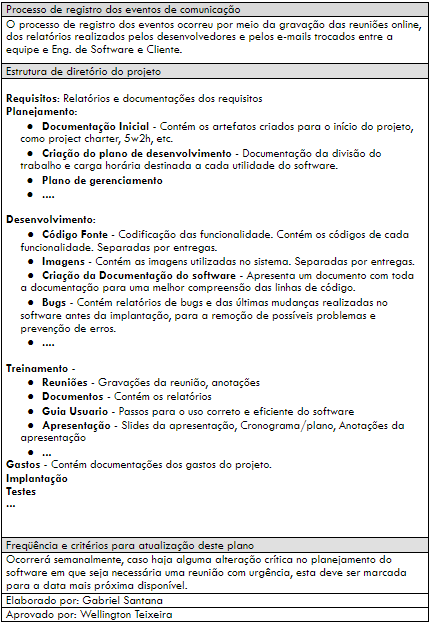 Processo de registro dos eventos de comunicação
O processo de registro dos eventos ocorreu por meio da gravação das reuniões online,
dos relatórios realizados pelos desenvolvedores e pelos e-mails trocados entre a
equipe e Eng. de Software e Cliente.
Estrutura de diretório do projeto
Requisitos: Relatórios e documentações dos requisitos
Planejamento:
● Documentação Inicial - Contém os artefatos criados para o início do projeto,
como project charter, 5w2h, etc.
● Criação do plano de desenvolvimento - Documentação da divisão do
trabalho e carga horária destinada a cada utilidade do software.
● Plano de gerenciamento
● ....
Desenvolvimento:
● Código Fonte - Codificação das funcionalidade. Contém os códigos de cada
funcionalidade. Separadas por entregas.
● Imagens - Contém as imagens utilizadas no sistema. Separadas por entregas.
● Criação da Documentação do software - Apresenta um documento com toda
a documentação para uma melhor compreensão das linhas de código.
● Bugs - Contém relatórios de bugs e das últimas mudanças realizadas no
software antes da implantação, para a remoção de possíveis problemas e
prevenção de erros.
● ....
Treinamento -
● Reuniões - Gravações da reunião, anotações
● Documentos - Contém os relatórios
● Guia Usuario - Passos para o uso correto e eficiente do software
● Apresentação - Slides da apresentação, Cronograma/plano, Anotações da
apresentação
● ...
Gastos - Contém documentações dos gastos do projeto.
Implantação
Testes
...
Freqüência e critérios para atualização deste plano
Ocorrerá semanalmente, caso haja alguma alteração crítica no planejamento do
software em que seja necessária uma reunião com urgência, esta deve ser marcada
para a data mais próxima disponível.
Elaborado por: Gabriel Santana
Aprovado por: Wellington Teixeira